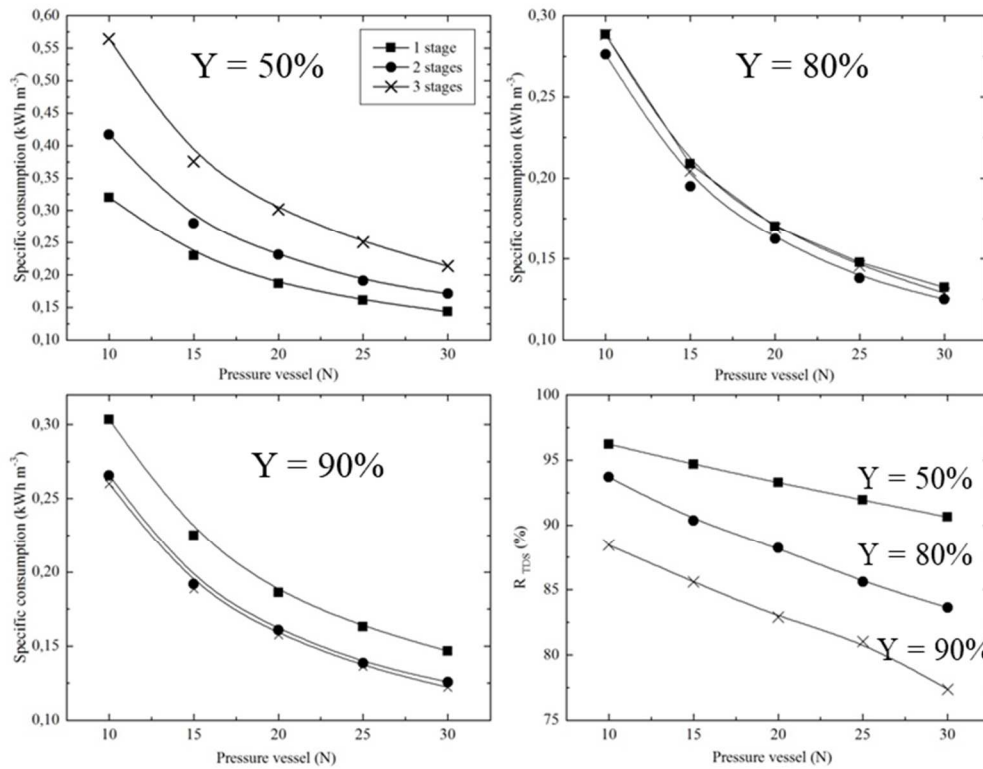 0,60
0,55
0,50
0,45
0,40
0,35
0,30
0,25
0,20
0,15
0,10
Specific consumption (kWh m-3)
Y = 50%
1 stage
2 stages
3 stages
10 15 20 25 30
Pressure vessel (N)
0,30
0,25
0,20
0,15
0,10
Specific consumption (kWh m-3)
Y = 80%
10 15 20 25 30
Pressure vessel (N)
0,30
0,25
0,20
0,15
0,10
Specific consumption (kWh m-3)
Y = 90%
10 15 20 25 30
Pressure vessel (N)
100
95
90
85
80
75
R TDS (%)
Y = 50%
Y = 80%
Y = 90%
10 15 20 25 30
Pressure vessel (N)